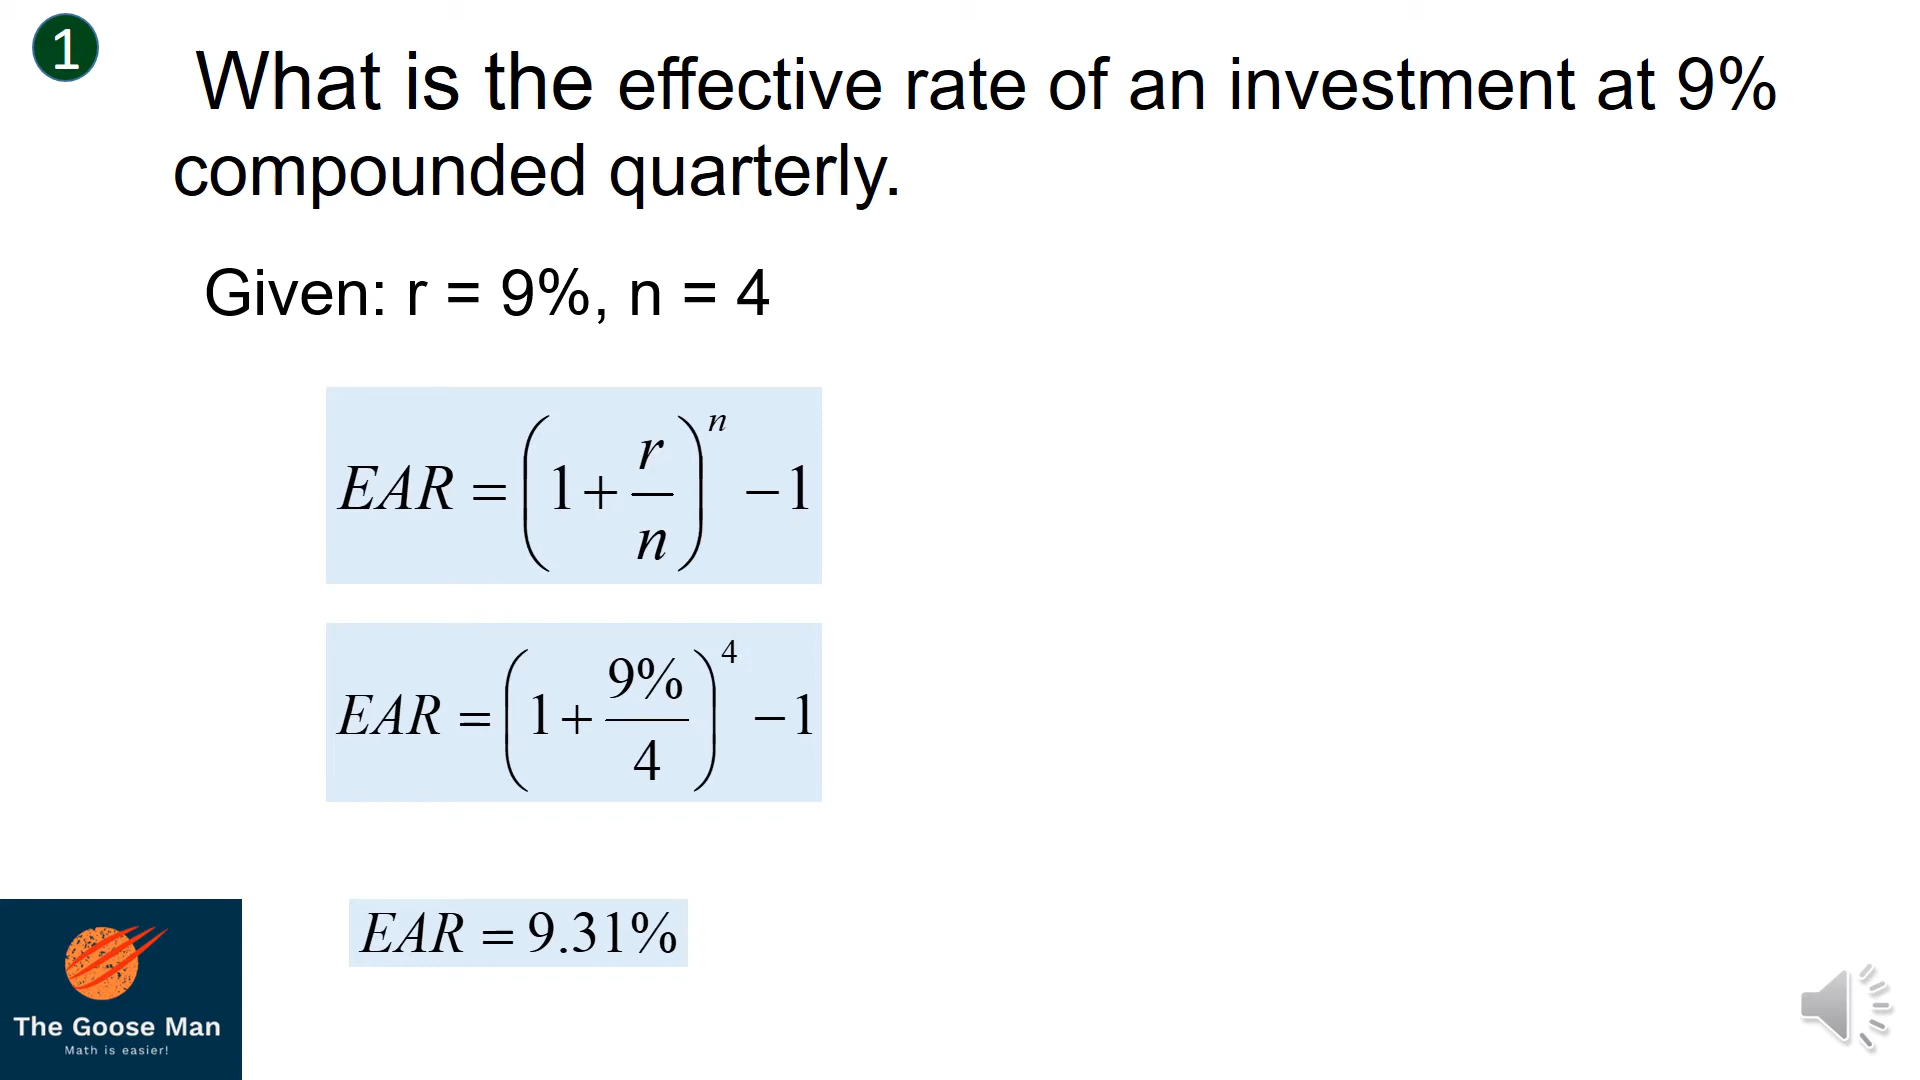 1
What is the effective rate of an investment at 9%
compounded quarterly.
Given: r = 9%, n = 4
EAR = (1 + r/n)^n − 1
EAR = (1 + 9%/4)^4 − 1
EAR = 9.31%
The Goose Man
Math is easier!